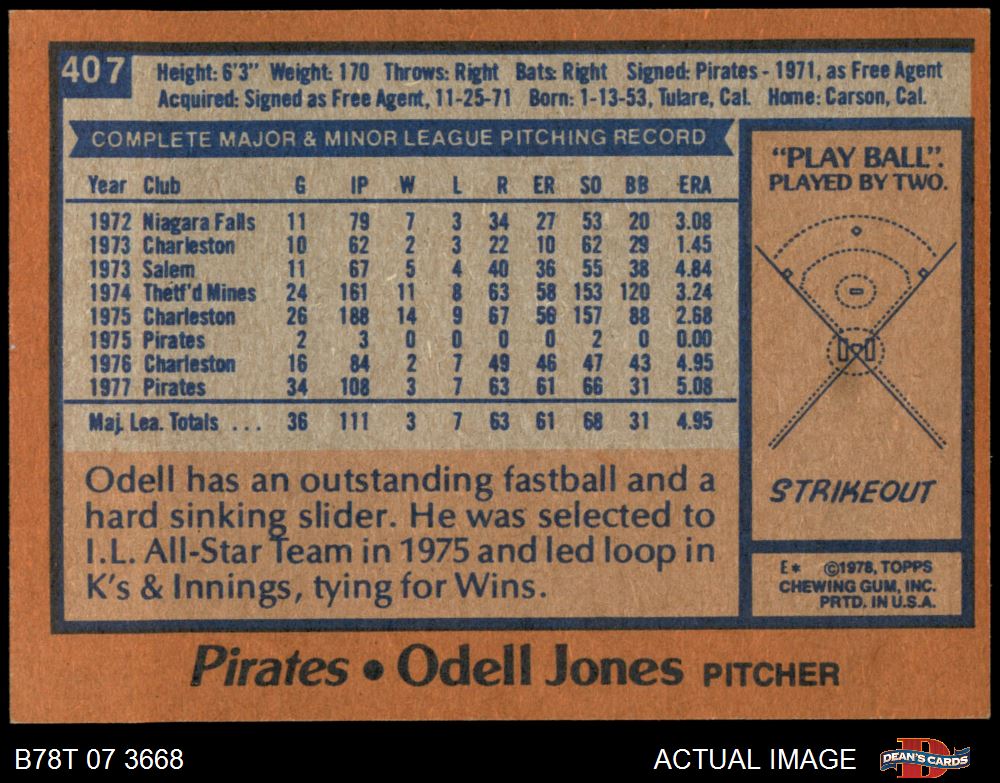 407
Height: 6'3" Weight: 170 Throws: Right Bats: Right Signed: Pirates - 1971, as Free Agent
Acquired: Signed as Free Agent, 11-25-71 Born: 1-13-53, Tulare, Cal. Home: Carson, Cal.
COMPLETE MAJOR & MINOR LEAGUE PITCHING RECORD
Year Club G IP W L R ER SO BB ERA
1972 Niagara Falls 11 79 7 3 34 27 53 20 3.08
1973 Charleston 10 62 2 3 22 10 62 29 1.45
1973 Salem 11 67 5 4 40 36 55 38 4.84
1974 Thetf'd Mines 24 161 11 8 63 58 153 120 3.24
1975 Charleston 26 188 14 9 67 56 157 88 2.68
1975 Pirates 2 3 0 0 0 0 2 0 0.00
1976 Charleston 16 84 2 7 49 46 47 43 4.95
1977 Pirates 34 108 3 7 63 61 66 31 5.08
Maj. Lea. Totals ... 36 111 3 7 63 61 68 31 4.95
Odell has an outstanding fastball and a
hard sinking slider. He was selected to
I.L. All-Star Team in 1975 and led loop in
K's & Innings, tying for Wins.
"PLAY BALL".
PLAYED BY TWO.
STRIKEOUT
E* ©1978, TOPPS
CHEWING GUM, INC.
PRTD. IN U.S.A.
Pirates • Odell Jones PITCHER
B78T 07 3668
ACTUAL IMAGE
D
DEAN'S CARDS